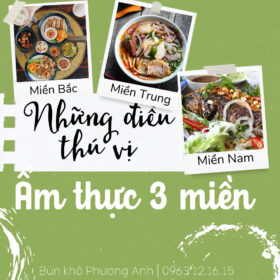 Miền Bắc
Miền Trung
Miền Nam
Những điều
thú vị
Ẩm thực 3 miền
Bún khô Phương Anh | 0963.12.16.15